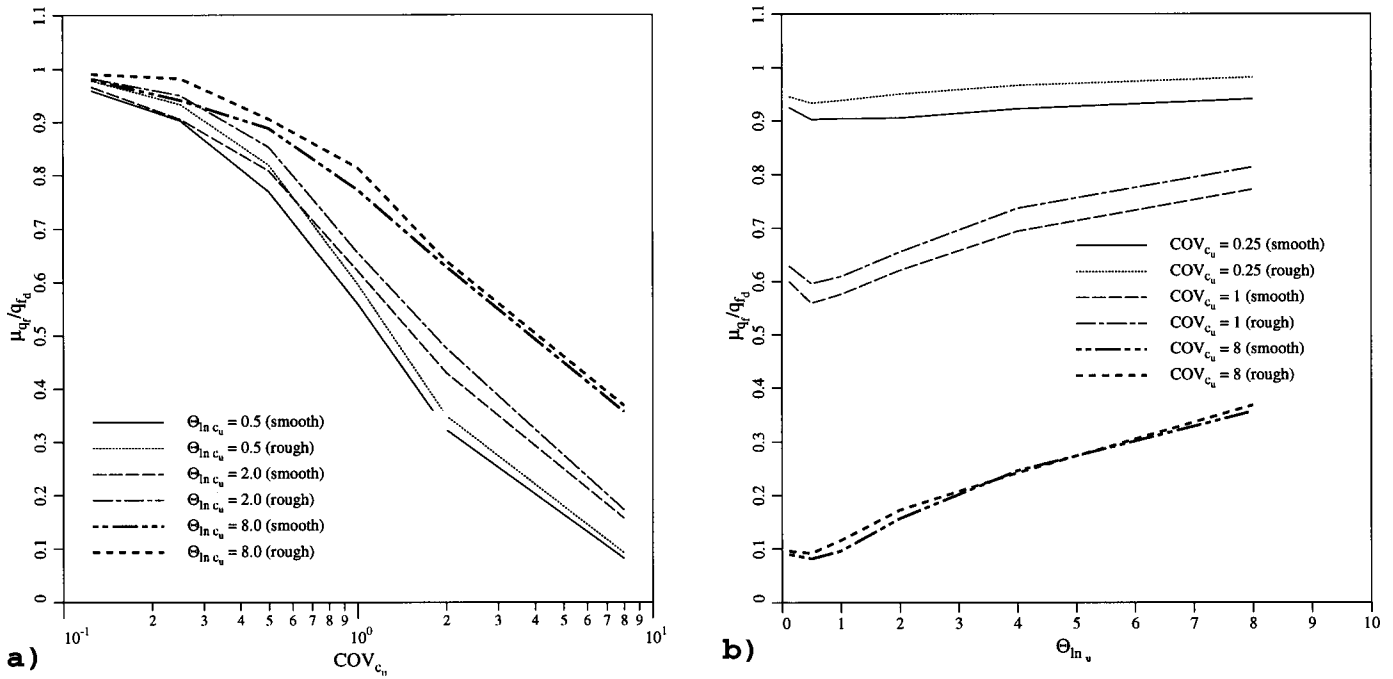 μqf/qfd
1.1
1
0.9
0.8
0.7
0.6
0.5
0.4
0.3
0.2
0.1
0
Θln cu = 0.5 (smooth)
Θln cu = 0.5 (rough)
Θln cu = 2.0 (smooth)
Θln cu = 2.0 (rough)
Θln cu = 8.0 (smooth)
Θln cu = 8.0 (rough)
10-1 2 3 4 5 6 7 8 9 100 2 3 4 5 6 7 8 9 101
COVcu
a)
μqf/qfd
1.1
1
0.9
0.8
0.7
0.6
0.5
0.4
0.3
0.2
0.1
0
COVcu = 0.25 (smooth)
COVcu = 0.25 (rough)
COVcu = 1 (smooth)
COVcu = 1 (rough)
COVcu = 8 (smooth)
COVcu = 8 (rough)
0 1 2 3 4 5 6 7 8 9 10
Θln u
b)